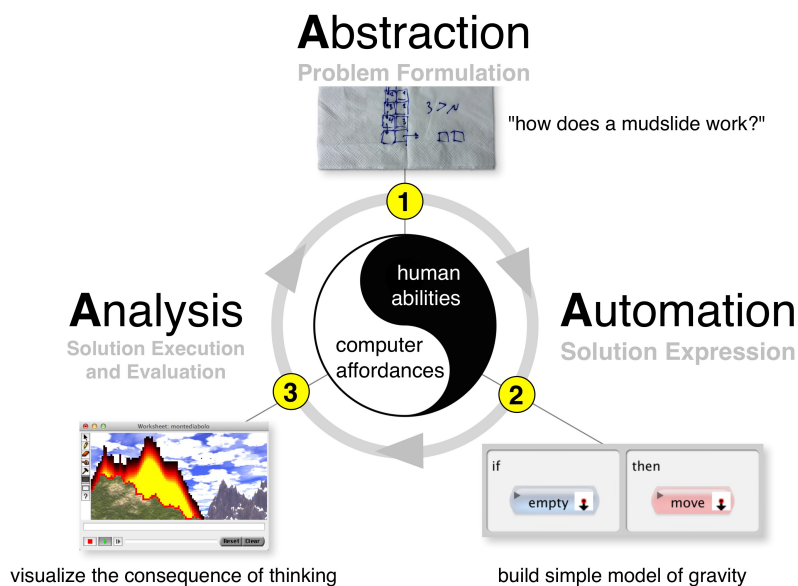 Abstraction
Problem Formulation
3 > N
"how does a mudslide work?"
1
human
abilities
computer
affordances
Automation
Solution Expression
2
if
empty
then
move
build simple model of gravity
Analysis
Solution Execution
and Evaluation
3
Worksheet: montediabolo
?
Reset Clear
visualize the consequence of thinking